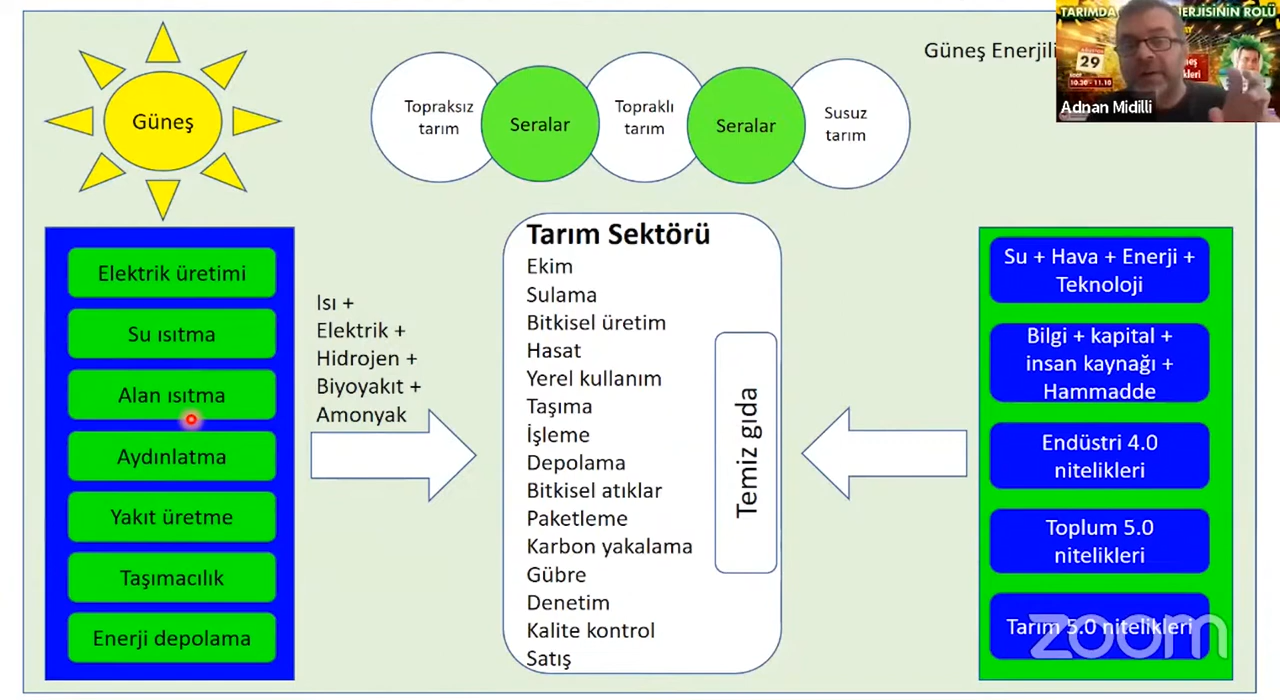 Güneş
Topraksız
tarım
Seralar
Topraklı
tarım
Seralar
Susuz
tarım
Güneş Enerjili
TARIMDA
ENERJİSİNİN ROLÜ
29
10.30 - 11.10
Adnan Midilli
Elektrik üretimi
Su ısıtma
Alan ısıtma
Aydınlatma
Yakıt üretme
Taşımacılık
Enerji depolama
Isı +
Elektrik +
Hidrojen +
Biyoyakıt +
Amonyak
Tarım Sektörü
Ekim
Sulama
Bitkisel üretim
Hasat
Yerel kullanım
Taşıma
İşleme
Depolama
Bitkisel atıklar
Paketleme
Karbon yakalama
Gübre
Denetim
Kalite kontrol
Satış
Temiz gıda
Su + Hava + Enerji +
Teknoloji
Bilgi + kapital +
insan kaynağı +
Hammadde
Endüstri 4.0
nitelikleri
Toplum 5.0
nitelikleri
Tarım 5.0 nitelikleri
zoom